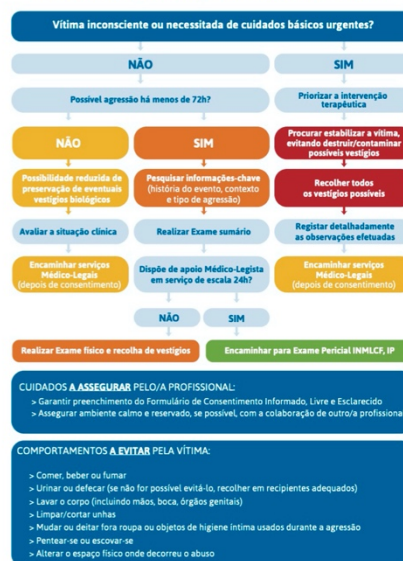 Vítima inconsciente ou necessitada de cuidados básicos urgentes?
NÃO
SIM
Possível agressão há menos de 72h?
Priorizar a intervenção
terapêutica
NÃO
SIM
Procurar estabilizar a vítima,
evitando destruir/contaminar
possíveis vestígios
Possibilidade reduzida de
preservação de eventuais
vestígios biológicos
Pesquisar informações-chave
(história do evento, contexto
e tipo de agressão)
Recolher todos
os vestígios possíveis
Avaliar a situação clínica
Realizar Exame sumário
Registar detalhadamente
as observações efetuadas
Encaminhar serviços
Médico-Legais
(depois de consentimento)
Dispõe de apoio Médico-Legista
em serviço de escala 24h?
Encaminhar serviços
Médico-Legais
(depois de consentimento)
NÃO
SIM
Realizar Exame físico e recolha de vestígios
Encaminhar para Exame Pericial INMLCF, IP
CUIDADOS A ASSEGURAR PELO/A PROFISSIONAL:
> Garantir preenchimento do Formulário de Consentimento Informado, Livre e Esclarecido
> Assegurar ambiente calmo e reservado, se possível, com a colaboração de outro/a profissional
COMPORTAMENTOS A EVITAR PELA VÍTIMA:
> Comer, beber ou fumar
> Urinar ou defecar (se não for possível evitá-lo, recolher em recipientes adequados)
> Lavar o corpo (incluindo mãos, boca, órgãos genitais)
> Limpar/cortar unhas
> Mudar ou deitar fora roupa ou objetos de higiene íntima usados durante a agressão
> Pentear-se ou escovar-se
> Alterar o espaço físico onde decorreu o abuso